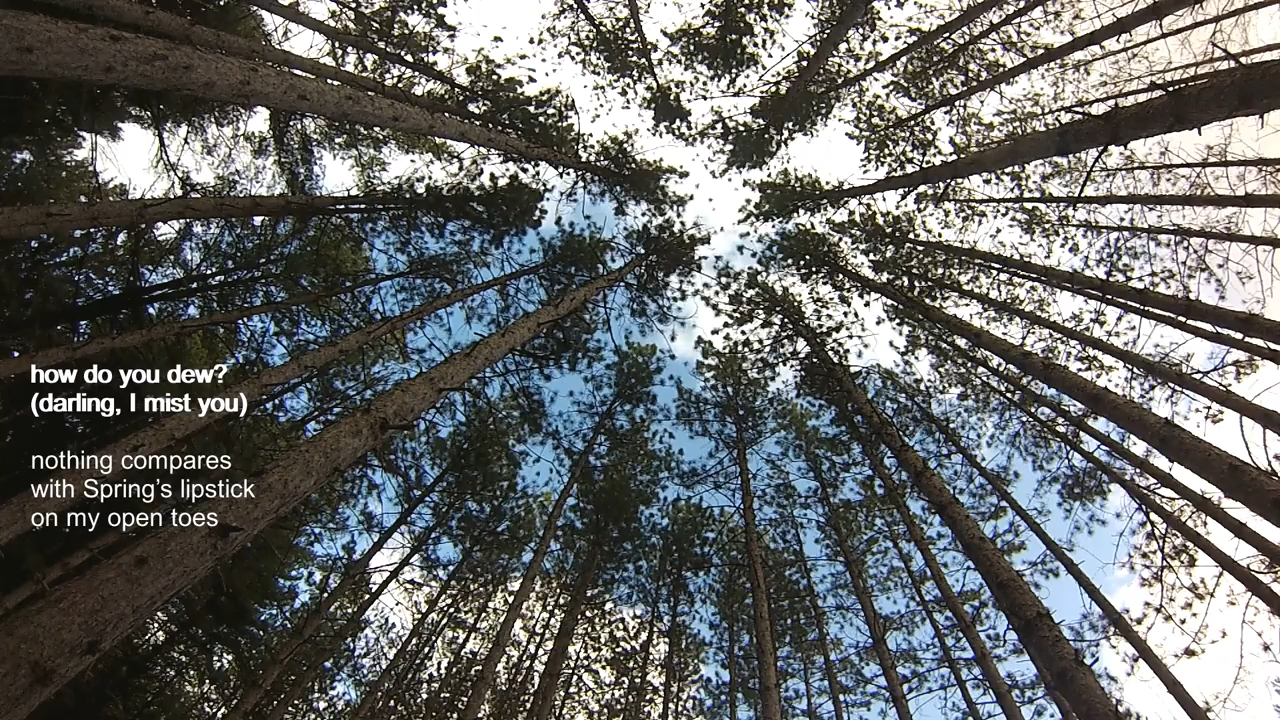 how do you dew?
(darling, I mist you)
nothing compares
with Spring's lipstick
on my open toes